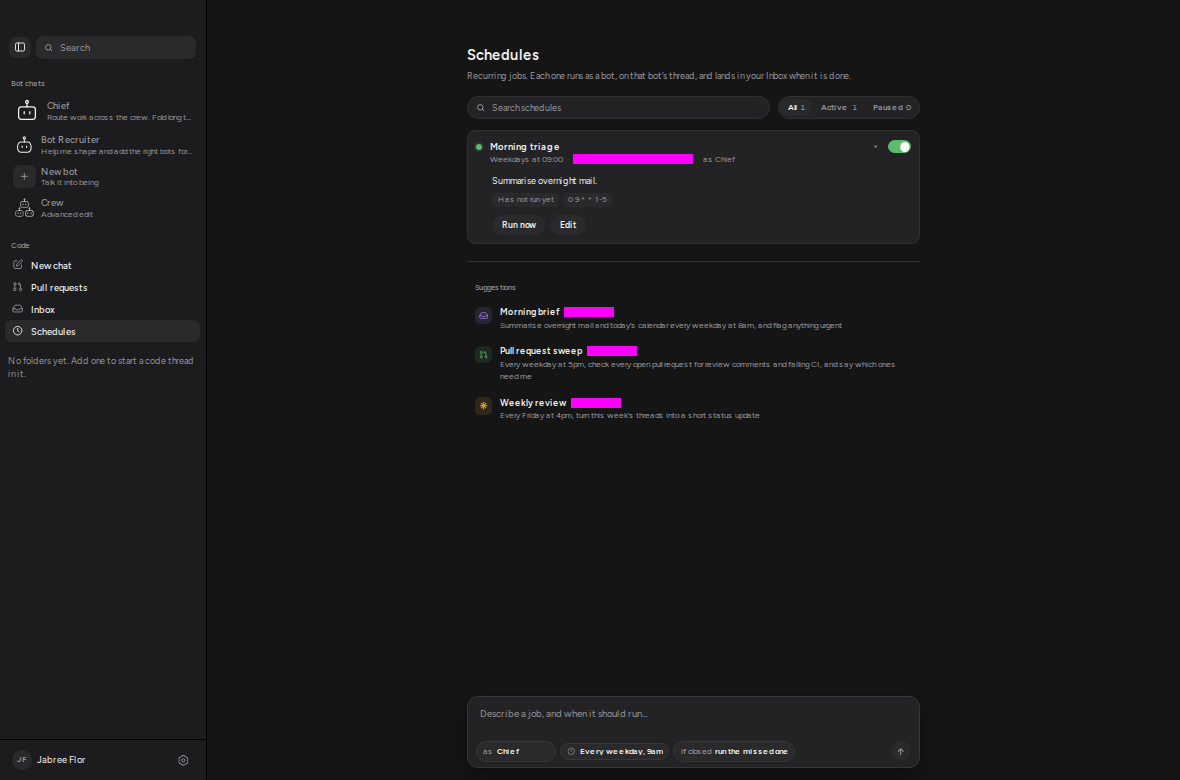 Search
Bot chats
Chief
Route work across the crew. Fold long t...
Bot Recruiter
Help me shape and add the right bots for...
New bot
Talk it into being
Crew
Advanced edit
Code
New chat
Pull requests
Inbox
Schedules
No folders yet. Add one to start a code thread
in it.
JF Jabree Flor
Schedules
Recurring jobs. Each one runs as a bot, on that bot's thread, and lands in your Inbox when it is done.
Search schedules
All 1 Active 1 Paused 0
Morning triage
Weekdays at 09:00 as Chief
Summarise overnight mail.
Has not run yet 0 9 * * 1-5
Run now Edit
Suggestions
Morning brief
Summarise overnight mail and today's calendar every weekday at 8am, and flag anything urgent
Pull request sweep
Every weekday at 5pm, check every open pull request for review comments and failing CI, and say which ones
need me
Weekly review
Every Friday at 4pm, turn this week's threads into a short status update
Describe a job, and when it should run...
as Chief Every weekday, 9am If closed run the missed one